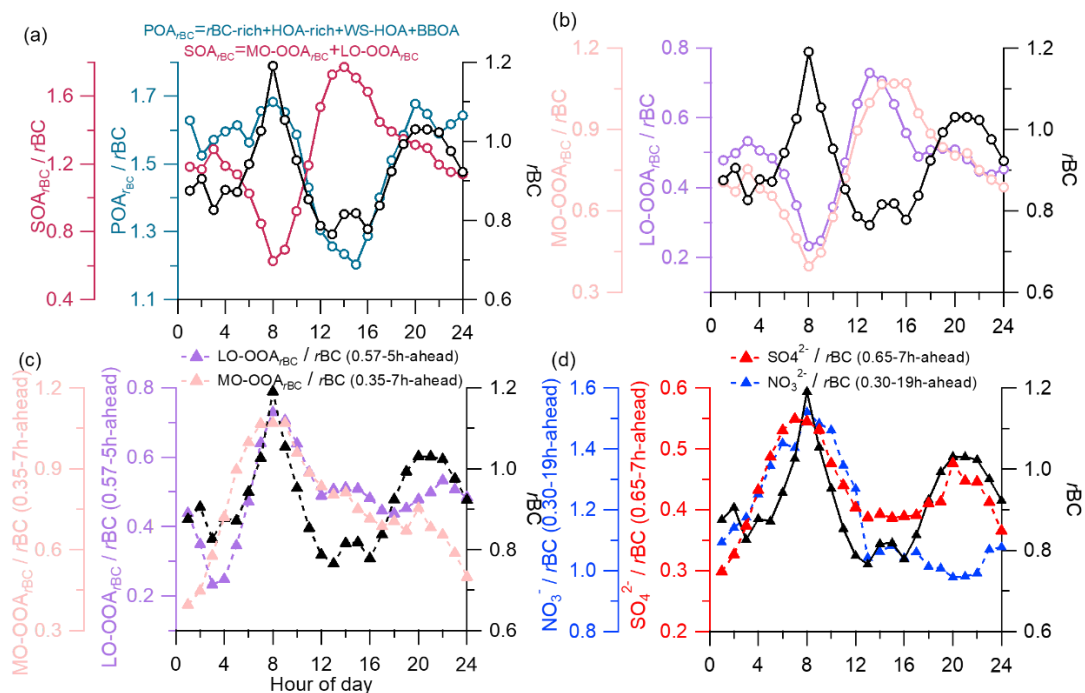 (a)
POArBC=rBC-rich+HOA-rich+WS-HOA+BBOA
SOArBC=MO-OOArBC+LO-OOArBC
SOArBC / rBC
1.6
1.2
0.8
0.4
POArBC / rBC
1.7
1.5
1.3
1.1
1.2
1.0
0.8
0.6
rBC
0 4 8 12 16 20 24
(b)
MO-OOArBC / rBC
1.2
0.9
0.6
0.3
LO-OOArBC / rBC
0.8
0.6
0.4
0.2
1.2
1.0
0.8
0.6
rBC
0 4 8 12 16 20 24
(c)
LO-OOArBC / rBC (0.57-5h-ahead)
MO-OOArBC / rBC (0.35-7h-ahead)
MO-OOArBC / rBC (0.35-7h-ahead)
1.2
0.9
0.6
0.3
LO-OOArBC / rBC (0.57-5h-ahead)
0.8
0.6
0.4
0.2
1.2
1.0
0.8
0.6
rBC
0 4 8 12 16 20 24
Hour of day
(d)
SO4²⁻ / rBC (0.65-7h-ahead)
NO₃⁻ / rBC (0.30-19h-ahead)
NO₃⁻ / rBC (0.30-19h-ahead)
1.6
1.4
1.2
1.0
0.8
SO₄²⁻ / rBC (0.65-7h-ahead)
0.6
0.5
0.4
0.3
0.2
1.2
1.0
0.8
0.6
rBC
0 4 8 12 16 20 24